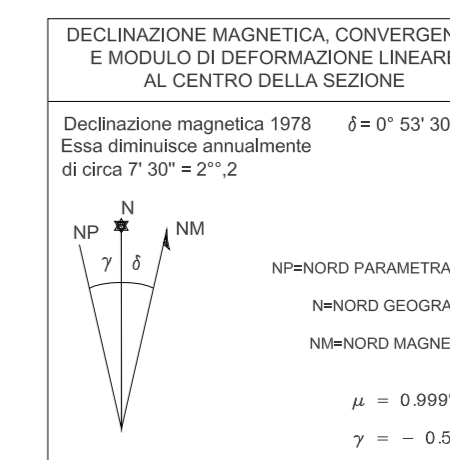 DECLINAZIONE MAGNETICA, CONVERGEN
E MODULO DI DEFORMAZIONE LINEARE
AL CENTRO DELLA SEZIONE
Declinazione magnetica 1978 δ = 0° 53' 30
Essa diminuisce annualmente
di circa 7' 30" = 2°°,2
N
NP NM
γ δ
NP=NORD PARAMETRA
N=NORD GEOGRA
NM=NORD MAGNE
μ = 0.999
γ = - 0.5